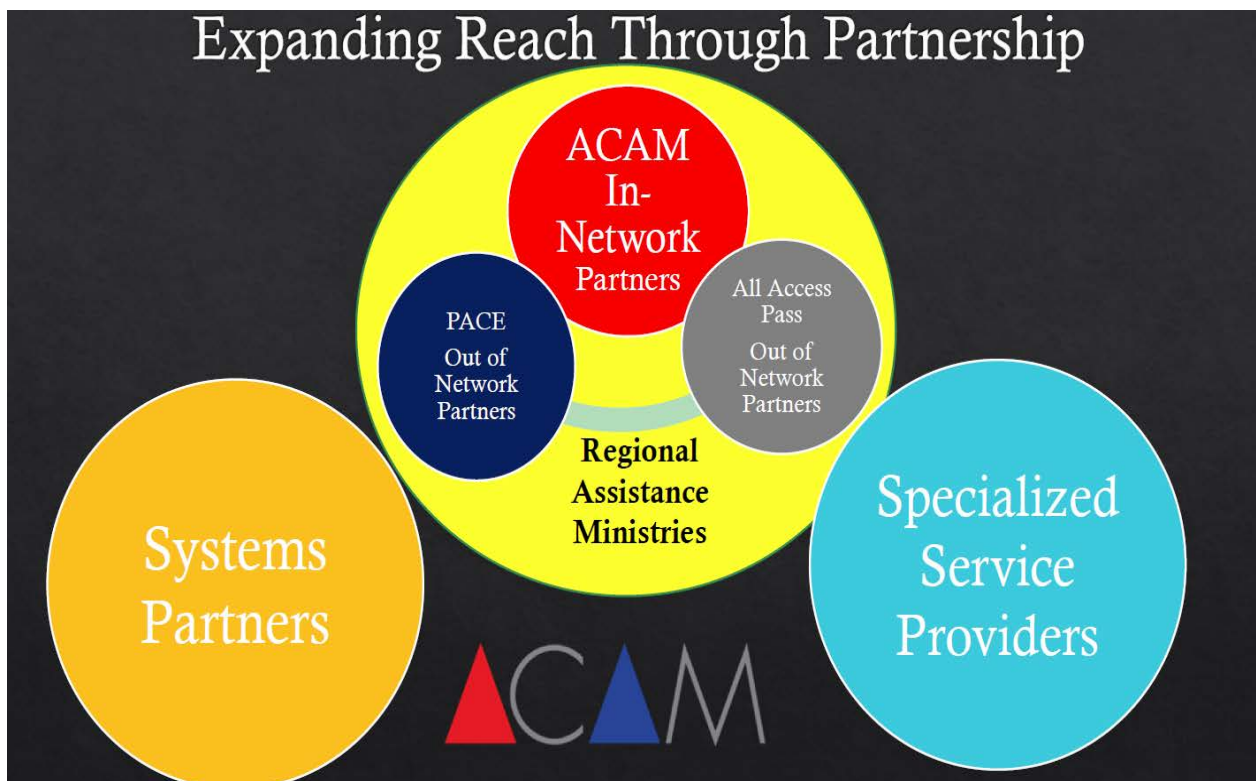 Expanding Reach Through Partnership
ACAM
In-
Network
Partners
PACE
Out of
Network
Partners
All Access
Pass
Out of
Network
Partners
Regional
Assistance
Ministries
Systems
Partners
Specialized
Service
Providers
ACAM